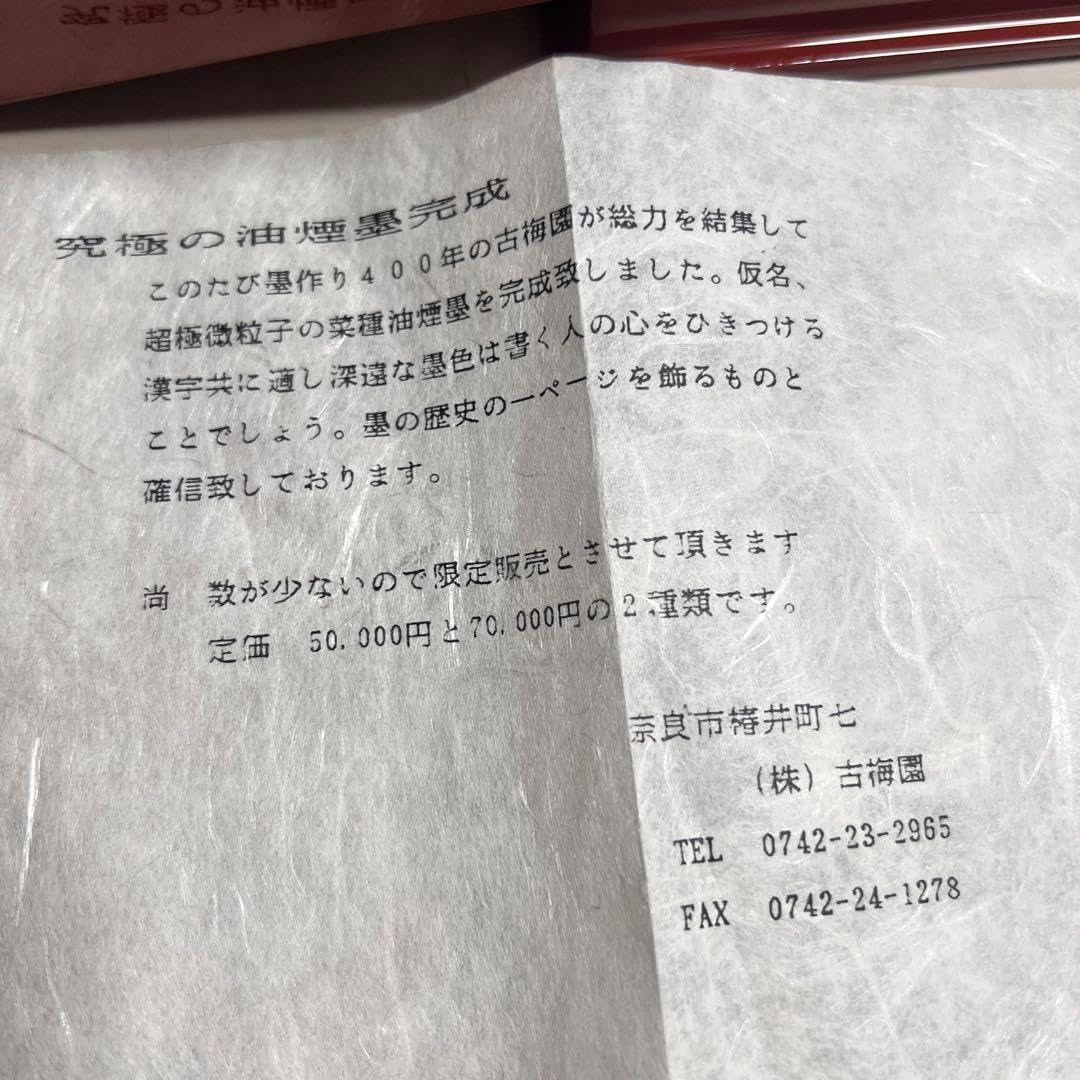 究極の油煙
究極の油煙墨完成
このたび墨作り400年の古梅園が総力を結集して
超極微粒子の菜種油煙墨を完成致しました。仮名、
漢字共に適し深遠な墨色は書く人の心をひきつける
ことでしょう。墨の歴史の一ページを飾るものと
確信致しております。
尚 数が少ないので限定販売とさせて頂きます
定価 50,000円と70,000円の2種類です。
奈良市椿井町七
(株)古梅園
TEL 0742-23-2965
FAX 0742-24-1278